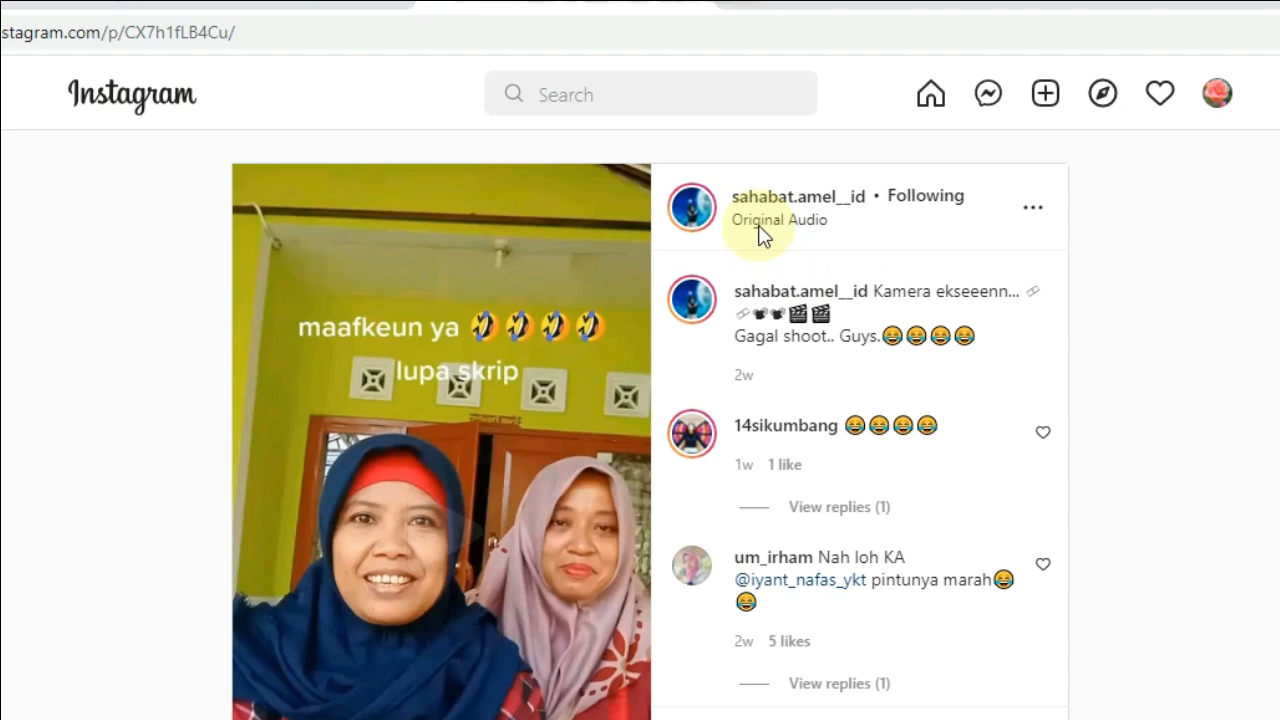 stagram.com/p/CX7h1fLB4Cu/
Instagram
Search
sahabat.amel__id • Following
Original Audio
maafkeun ya 🤣🤣🤣🤣
lupa skrip
sahabat.amel__id Kamera ekseeenn...
Gagal shoot.. Guys.😂😂😂😂
2w
14sikumbang 😂😂😂😂
1w 1 like
View replies (1)
um_irham Nah loh KA
@iyant_nafas_ykt pintunya marah😂
😂
2w 5 likes
View replies (1)